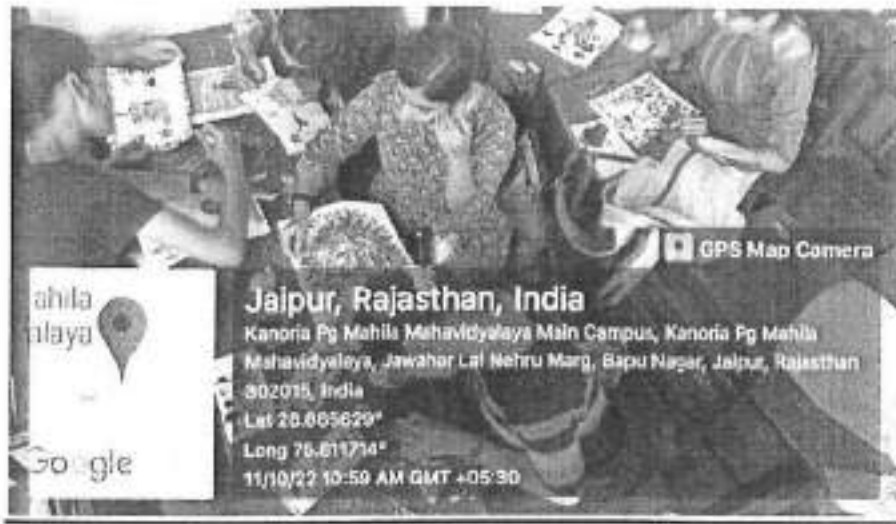 GPS Map Camera
ahila
alaya
Google
Jaipur, Rajasthan, India
Kanoria Pg Mahila Mahavidyalaya Main Campus, Kanoria Pg Mahila
Mahavidyalaya, Jawahar Lal Nehru Marg, Bapu Nagar, Jaipur, Rajasthan
302015, India
Lat 26.885629°
Long 75.811714°
11/10/22 10:59 AM GMT +05:30